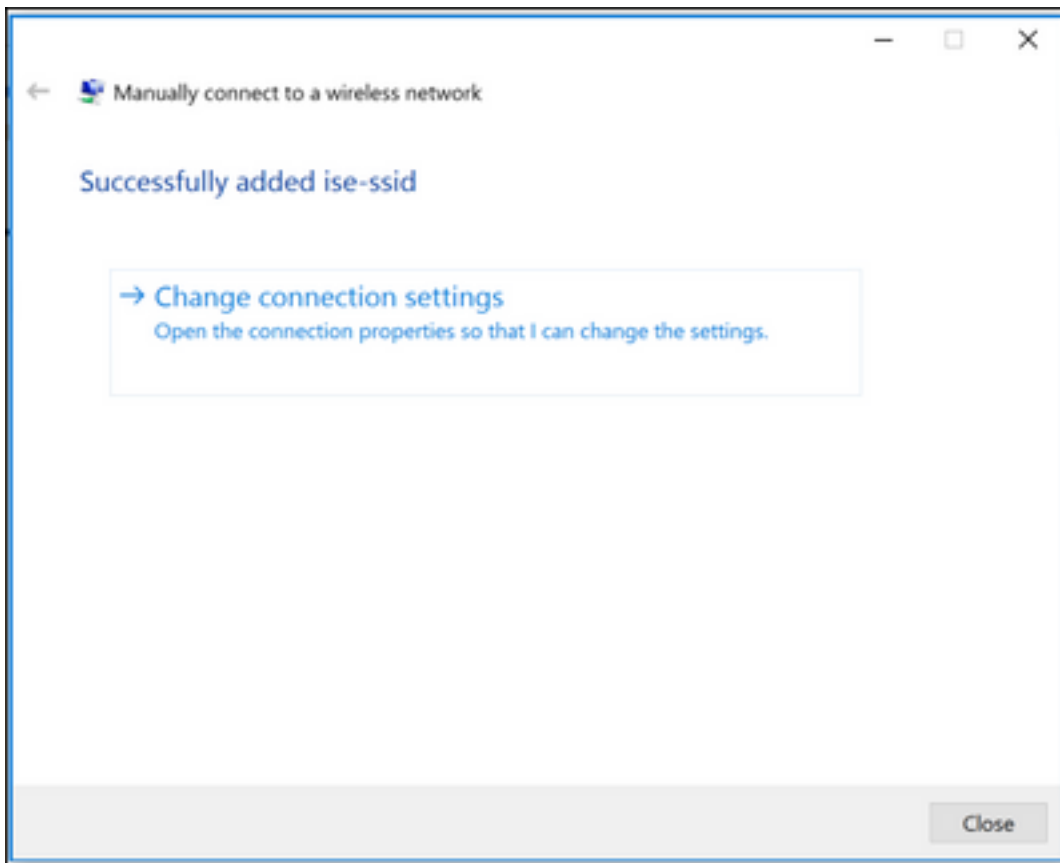 Manually connect to a wireless network
Successfully added ise-ssid
Change connection settings
Open the connection properties so that I can change the settings.
Close